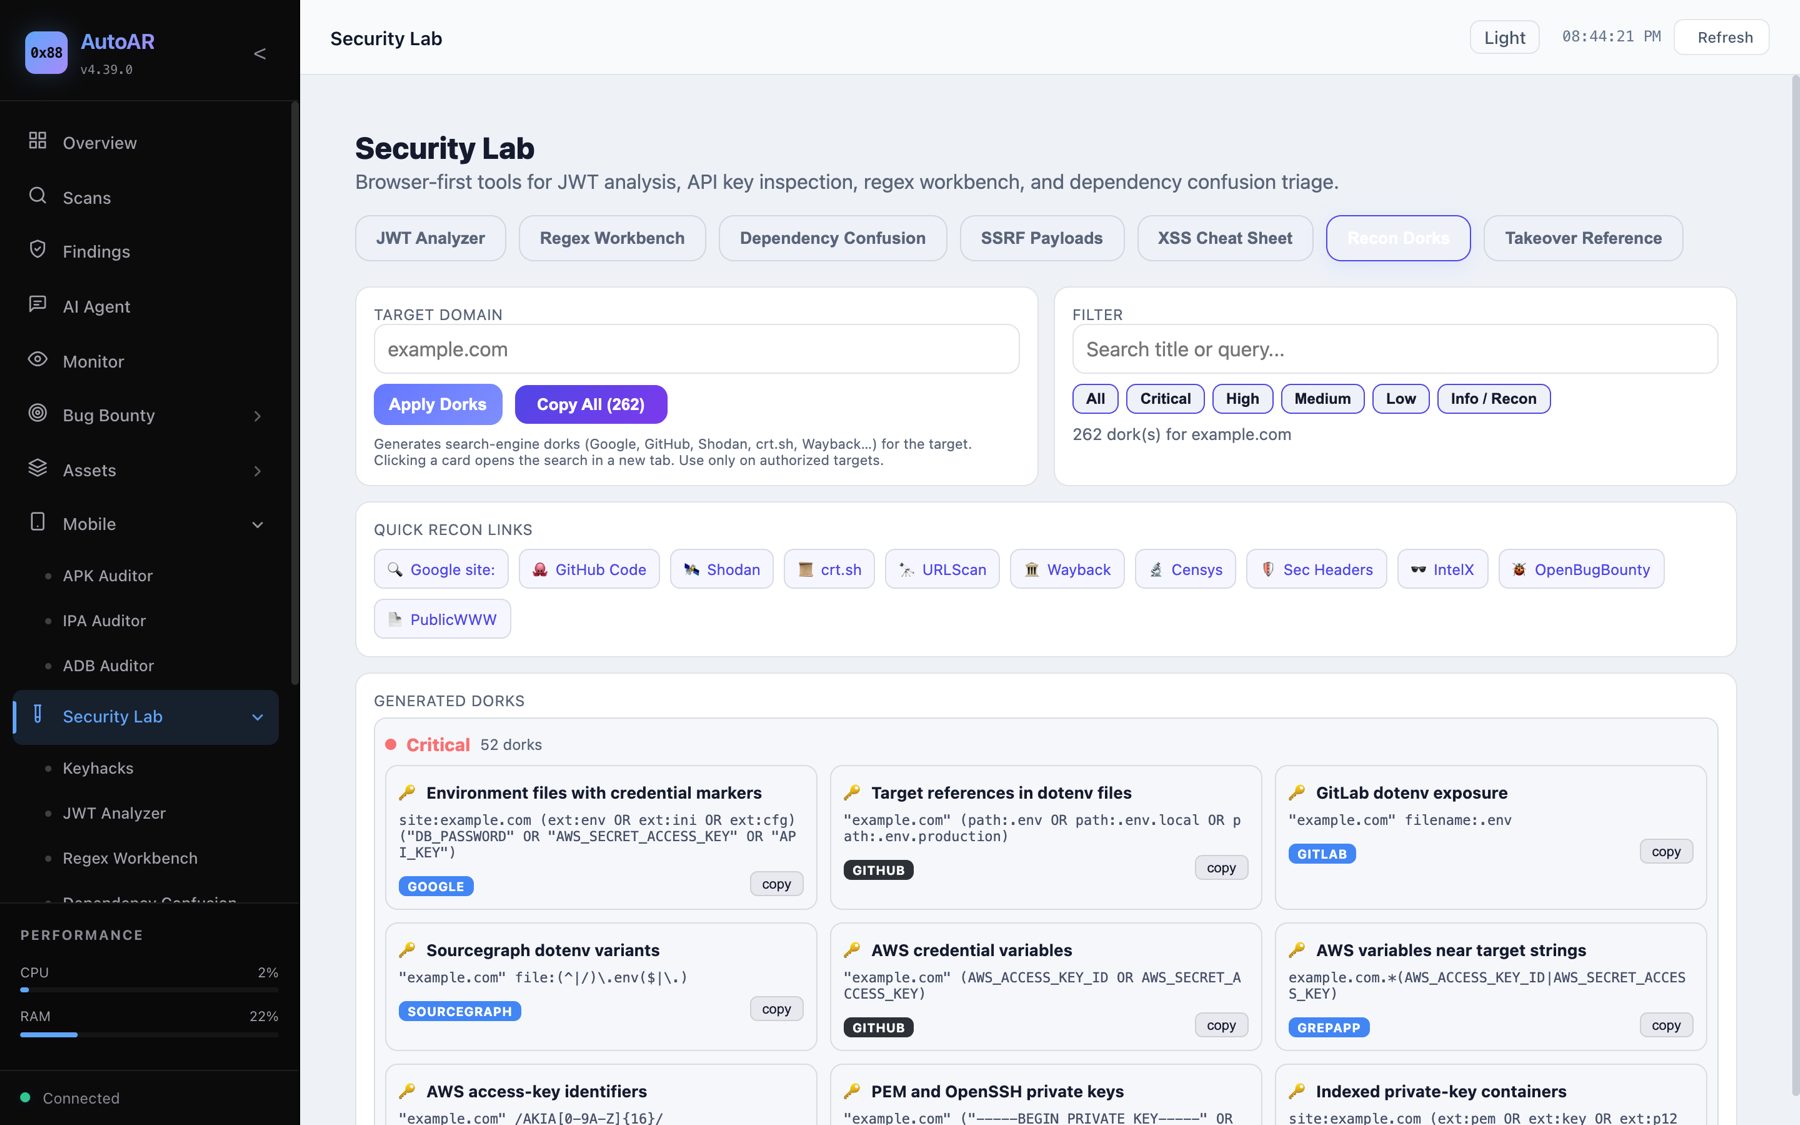 0x88
AutoAR
v4.39.0
<
Security Lab
Light
08:44:21 PM
Refresh
Overview
Scans
Findings
AI Agent
Monitor
Bug Bounty
Assets
Mobile
APK Auditor
IPA Auditor
ADB Auditor
Security Lab
Keyhacks
JWT Analyzer
Regex Workbench
Dependency Confusion
PERFORMANCE
CPU 2%
RAM 22%
Connected
Security Lab
Browser-first tools for JWT analysis, API key inspection, regex workbench, and dependency confusion triage.
JWT Analyzer
Regex Workbench
Dependency Confusion
SSRF Payloads
XSS Cheat Sheet
Recon Dorks
Takeover Reference
TARGET DOMAIN
example.com
Apply Dorks
Copy All (262)
Generates search-engine dorks (Google, GitHub, Shodan, crt.sh, Wayback…) for the target.
Clicking a card opens the search in a new tab. Use only on authorized targets.
FILTER
Search title or query...
All
Critical
High
Medium
Low
Info / Recon
262 dork(s) for example.com
QUICK RECON LINKS
Google site:
GitHub Code
Shodan
crt.sh
URLScan
Wayback
Censys
Sec Headers
IntelX
OpenBugBounty
PublicWWW
GENERATED DORKS
Critical 52 dorks
Environment files with credential markers
site:example.com (ext:env OR ext:ini OR ext:cfg)
("DB_PASSWORD" OR "AWS_SECRET_ACCESS_KEY" OR "AP
I_KEY")
GOOGLE
copy
Target references in dotenv files
"example.com" (path:.env OR path:.env.local OR p
ath:.env.production)
GITHUB
copy
GitLab dotenv exposure
"example.com" filename:.env
GITLAB
copy
Sourcegraph dotenv variants
"example.com" file:(^|/)\.env($|\.)
SOURCEGRAPH
copy
AWS credential variables
"example.com" (AWS_ACCESS_KEY_ID OR AWS_SECRET_A
CCESS_KEY)
GITHUB
copy
AWS variables near target strings
example.com.*(AWS_ACCESS_KEY_ID|AWS_SECRET_ACCES
S_KEY)
GREPAPP
copy
AWS access-key identifiers
"example.com" /AKIA[0-9A-Z]{16}/
PEM and OpenSSH private keys
"example.com" ("-----BEGIN PRIVATE KEY-----" OR
Indexed private-key containers
site:example.com (ext:pem OR ext:key OR ext:p12